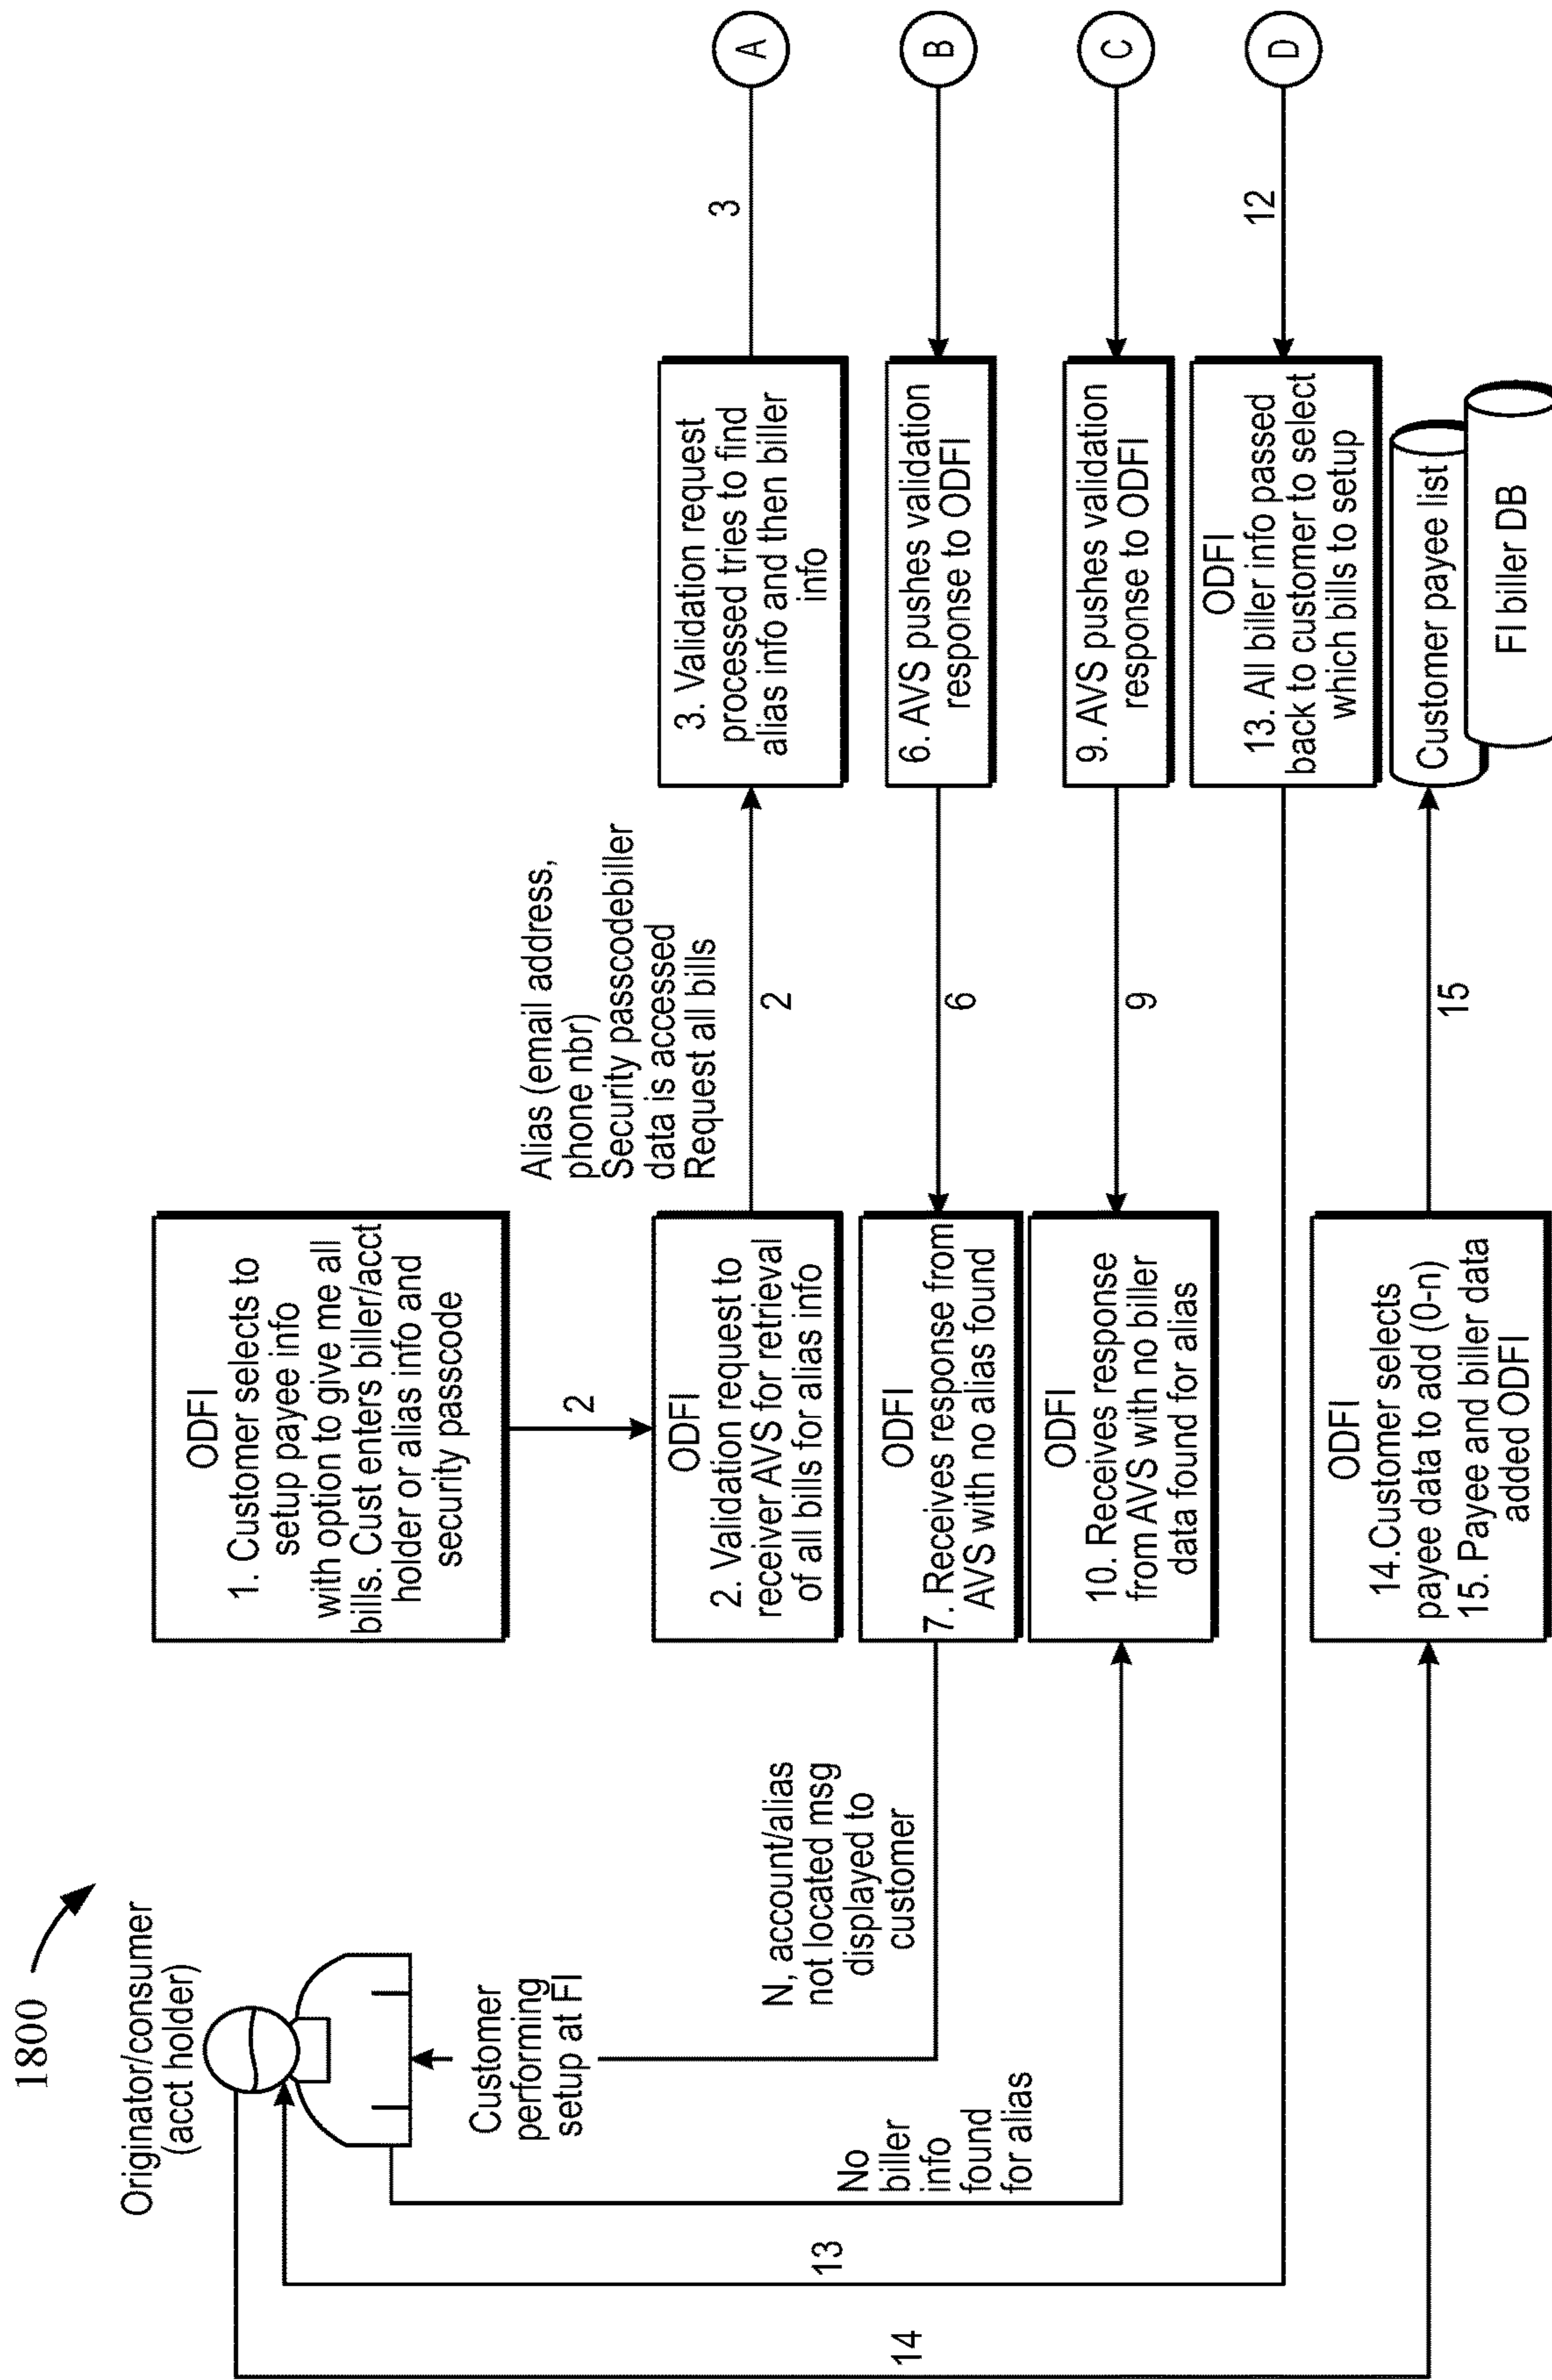 1800
Originator/consumer
(acct holder)
Customer
performing
setup at FI
ODFI
1. Customer selects to
setup payee info
with option to give me all
bills. Cust enters biller/acct
holder or alias info and
security passcode
2
ODFI
2. Validation request to
receiver AVS for retrieval
of all bills for alias info
Alias (email address,
phone nbr)
Security passcodebiller
data is accessed
Request all bills
2
3. Validation request
processed tries to find
alias info and then biller
info
3
A
N, account/alias
not located msg
displayed to
customer
ODFI
7. Receives response from
AVS with no alias found
6
6. AVS pushes validation
response to ODFI
B
No
biller
info
found
for alias
ODFI
10. Receives response
from AVS with no biller
data found for alias
9
9. AVS pushes validation
response to ODFI
C
13
ODFI
13. All biller info passed
back to customer to select
which bills to setup
12
D
14
ODFI
14.Customer selects
payee data to add (0-n)
15. Payee and biller data
added ODFI
15
Customer payee list
FI biller DB